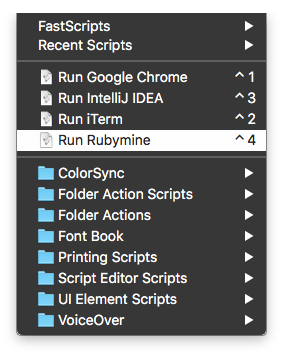 FastScripts ▶
Recent Scripts ▶
Run Google Chrome ^1
Run IntelliJ IDEA ^3
Run iTerm ^2
Run Rubymine ^4
ColorSync ▶
Folder Action Scripts ▶
Folder Actions ▶
Font Book ▶
Printing Scripts ▶
Script Editor Scripts ▶
UI Element Scripts ▶
VoiceOver ▶